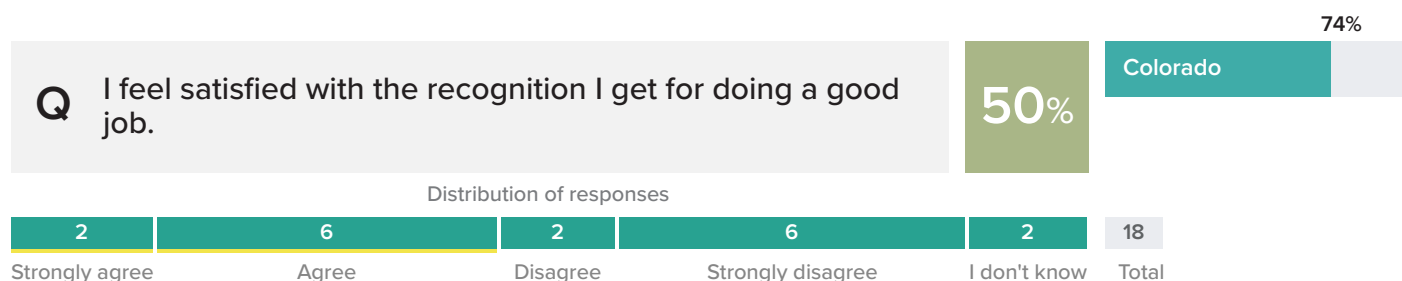 74%
Q
I feel satisfied with the recognition I get for doing a good
job.
50%
Colorado
Distribution of responses
2 6 2 6 2 18
Strongly agree Agree Disagree Strongly disagree I don't know Total